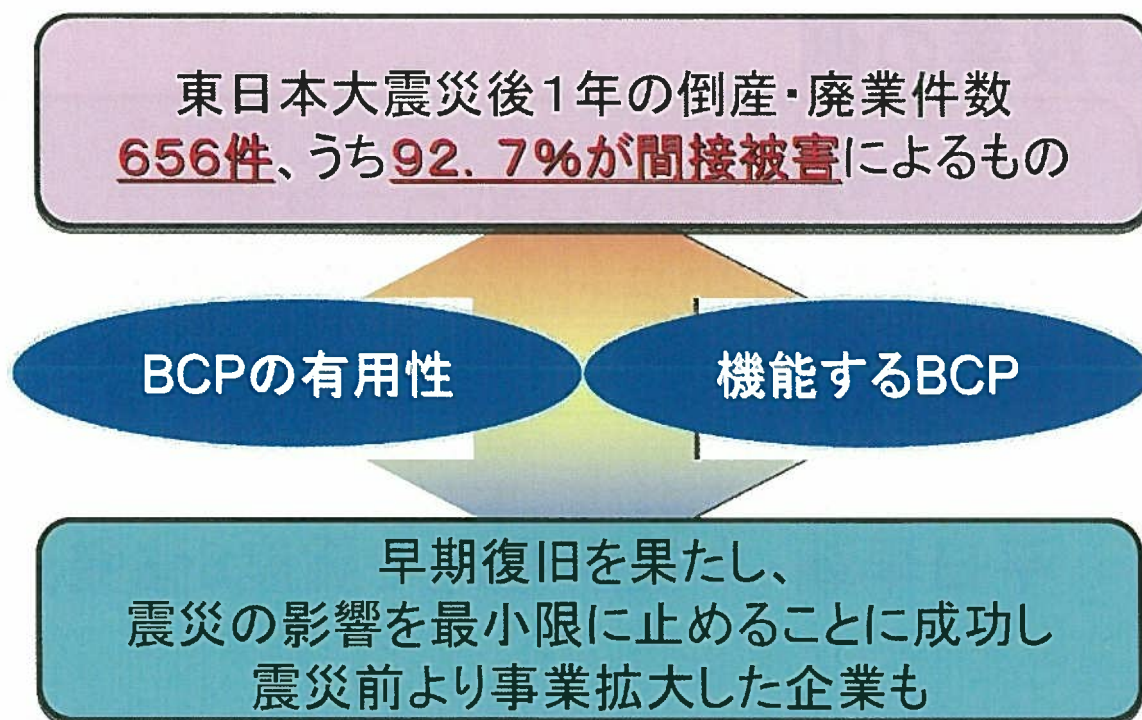 東日本大震災後1年の倒産・廃業件数
656件、うち92．7%が間接被害によるもの
BCPの有用性
機能するBCP
早期復旧を果たし、
震災の影響を最小限に止めることに成功し
震災前より事業拡大した企業も